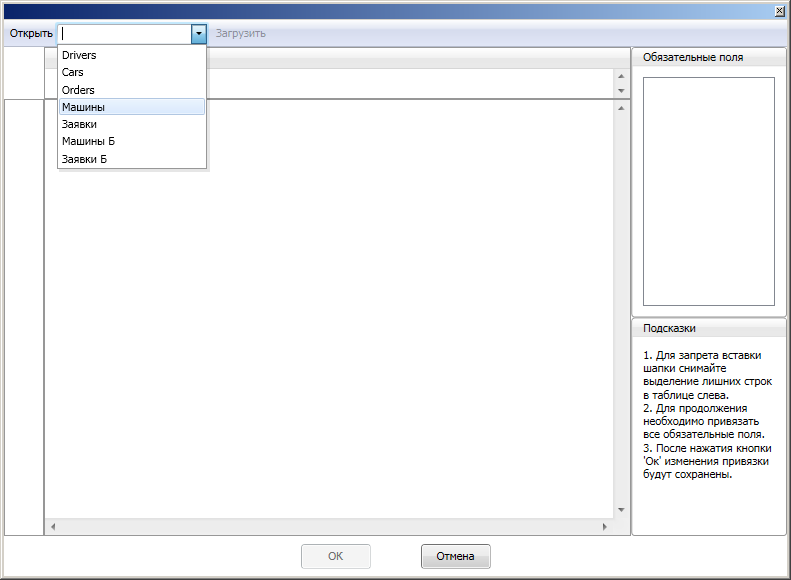 Открыть
Загрузить
Drivers
Cars
Orders
Машины
Заявки
Машины Б
Заявки Б
Обязательные поля
Подсказки
1. Для запрета вставки
шапки снимайте
выделение лишних строк
в таблице слева.
2. Для продолжения
необходимо привязать
все обязательные поля.
3. После нажатия кнопки
'Ок' изменения привязки
будут сохранены.
OK
Отмена